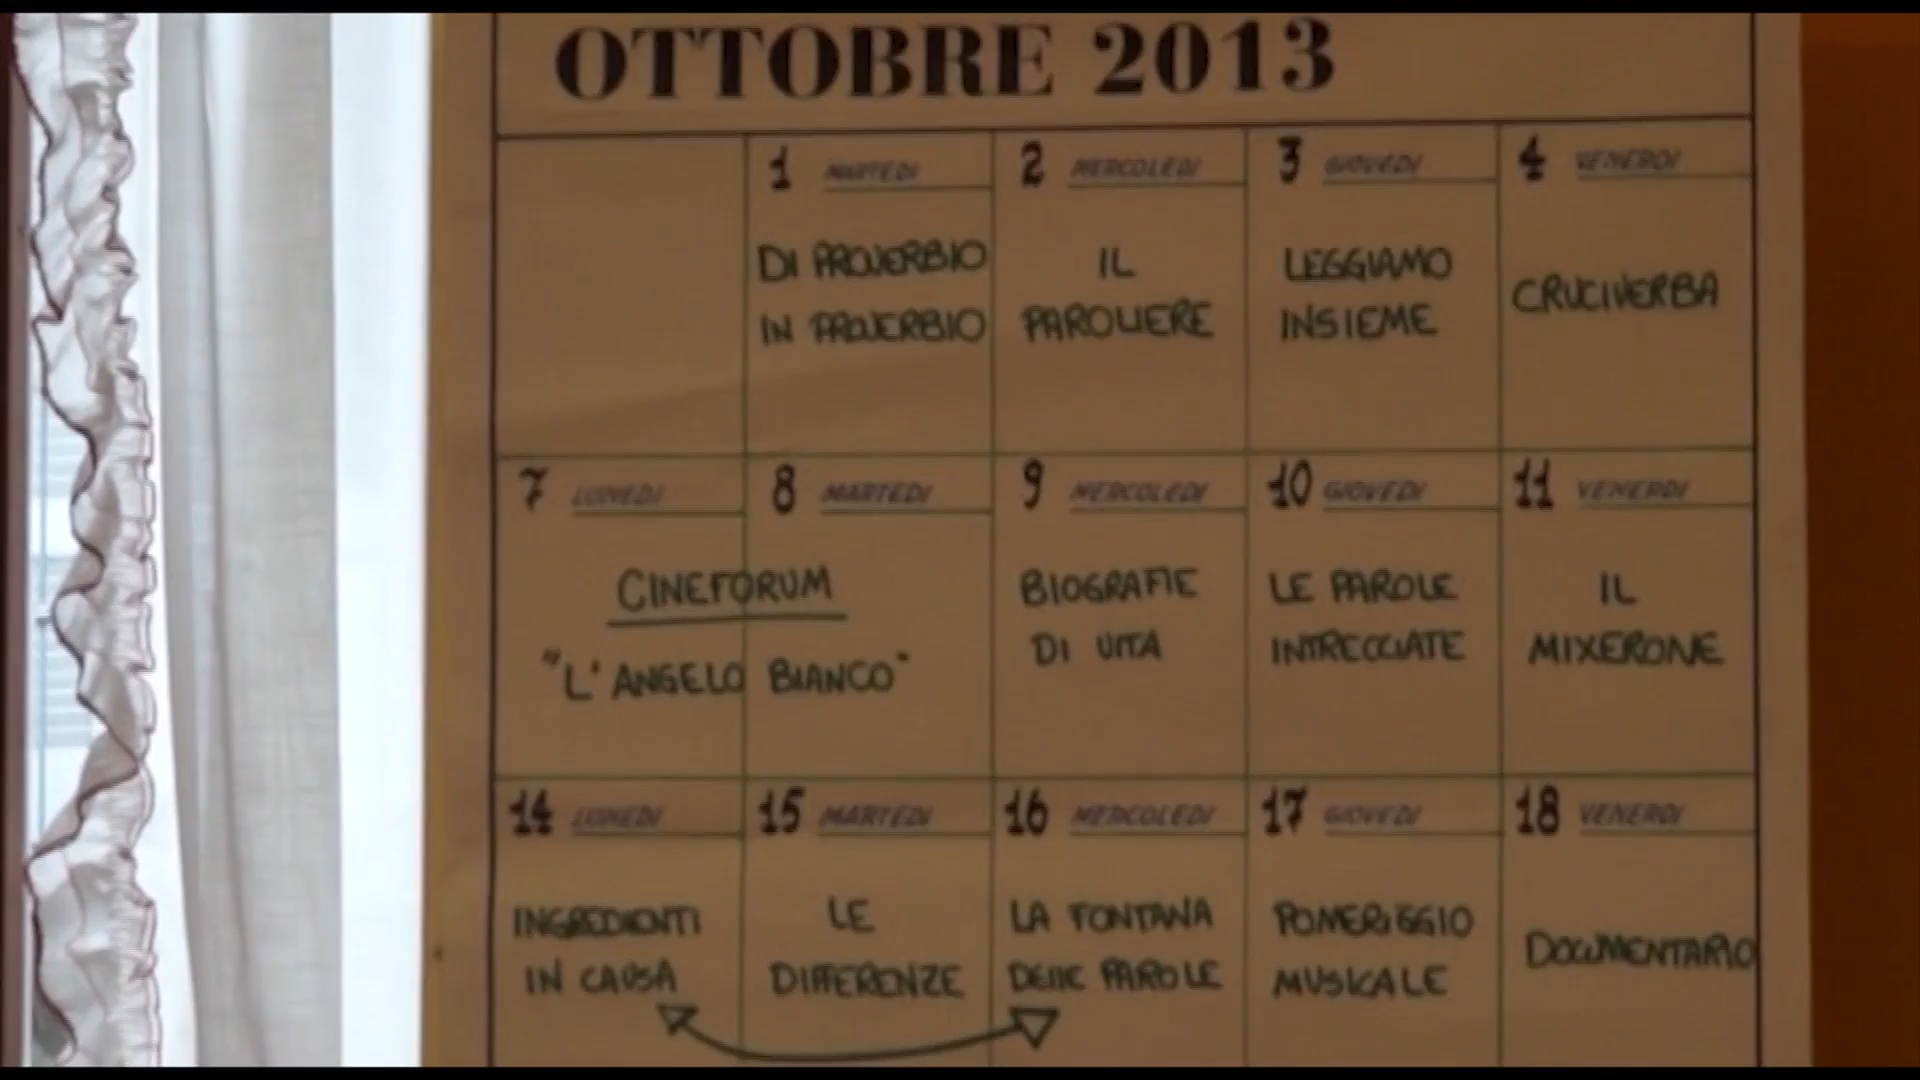 OTTOBRE 2013
1 MARTEDI
2 MERCOLEDI
3 GIOVEDI
4 VENERDI
DI PROVERBIO
IN PROVERBIO
IL
PAROLIERE
LEGGIAMO
INSIEME
CRUCIVERBA
7 LUNEDI
8 MARTEDI
9 MERCOLEDI
10 GIOVEDI
11 VENERDI
CINEFORUM
"L'ANGELO BIANCO"
BIOGRAFIE
DI VITA
LE PAROLE
INTRECCIATE
IL
MIXERONE
14 LUNEDI
15 MARTEDI
16 MERCOLEDI
17 GIOVEDI
18 VENERDI
INGREDIENTI
IN CAUSA
LE
DIFFERENZE
LA FONTANA
DELLE PAROLE
POMERIGGIO
MUSICALE
DOCUMENTARIO